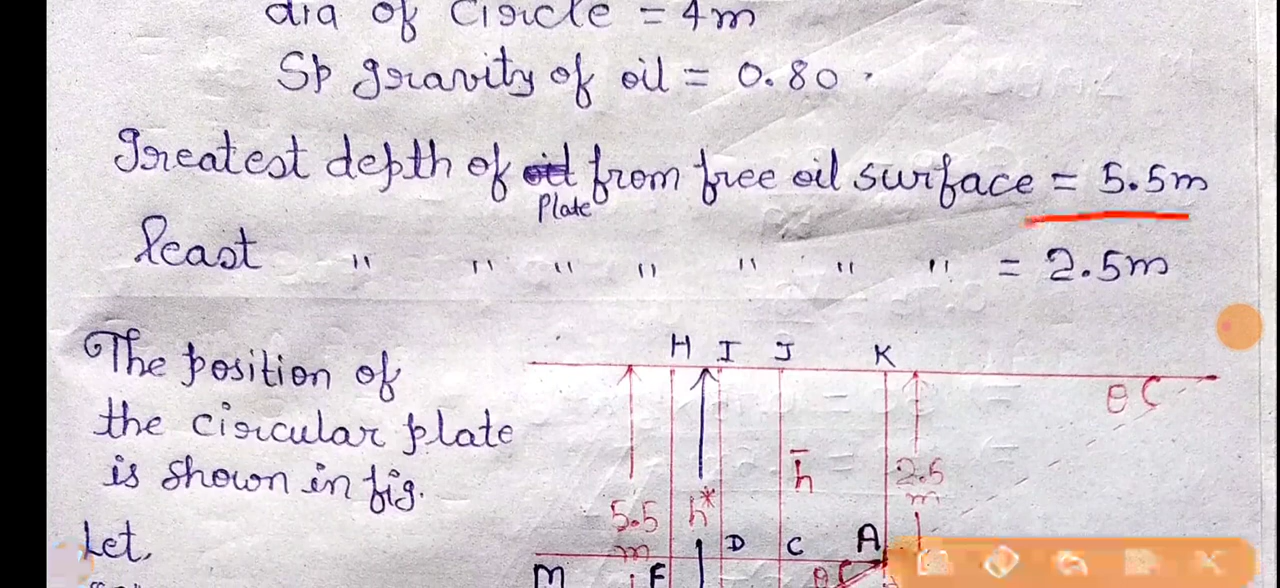 dia of Circle = 4m
Sp gravity of oil = 0.80
Greatest depth of from free oil surface = 5.5m
Plate
least " " " " " " " = 2.5m
H I J K
The position of
the circular plate
is shown in fig.
θ
h̄
2.5
m
5.5
m
h*
Let,
D C A
θ
M F